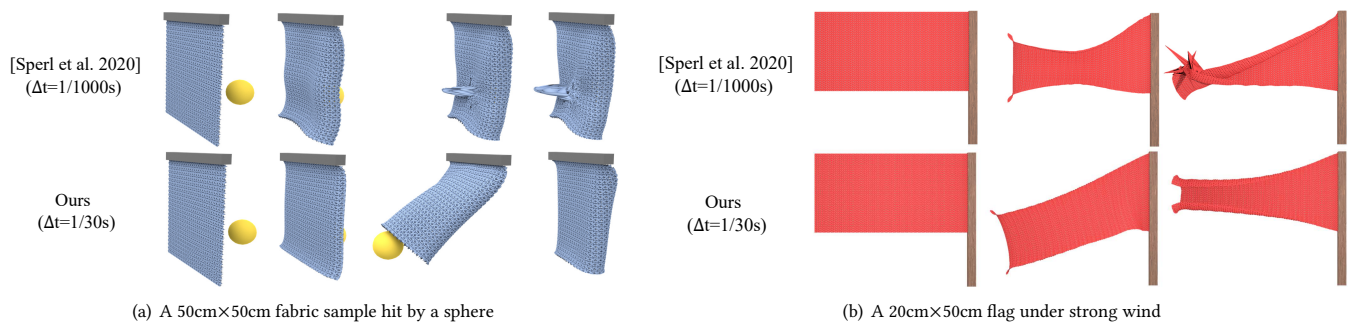 [Sperl et al. 2020]
(Δt=1/1000s)
Ours
(Δt=1/30s)
(a) A 50cm×50cm fabric sample hit by a sphere
[Sperl et al. 2020]
(Δt=1/1000s)
Ours
(Δt=1/30s)
(b) A 20cm×50cm flag under strong wind